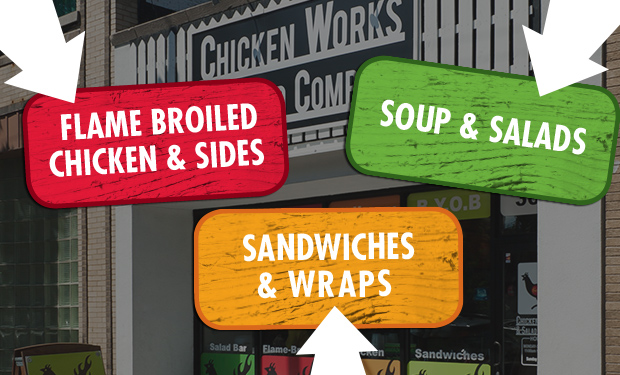 CHICKEN WORKS
FLAME BROILED
CHICKEN & SIDES
SOUP & SALADS
B.Y.O.B
SANDWICHES
& WRAPS
Salad Bar
Sandwiches